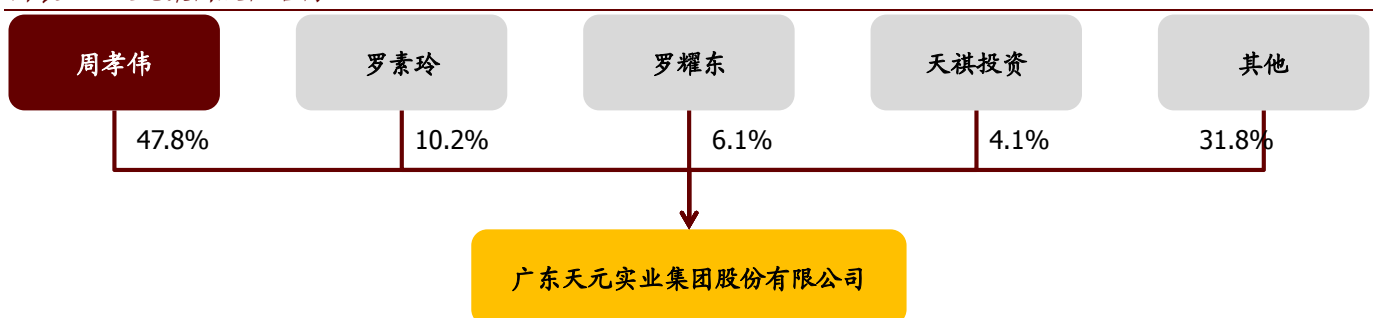 周孝伟
罗素玲
罗耀东
天祺投资
其他
47.8%
10.2%
6.1%
4.1%
31.8%
广东天元实业集团股份有限公司